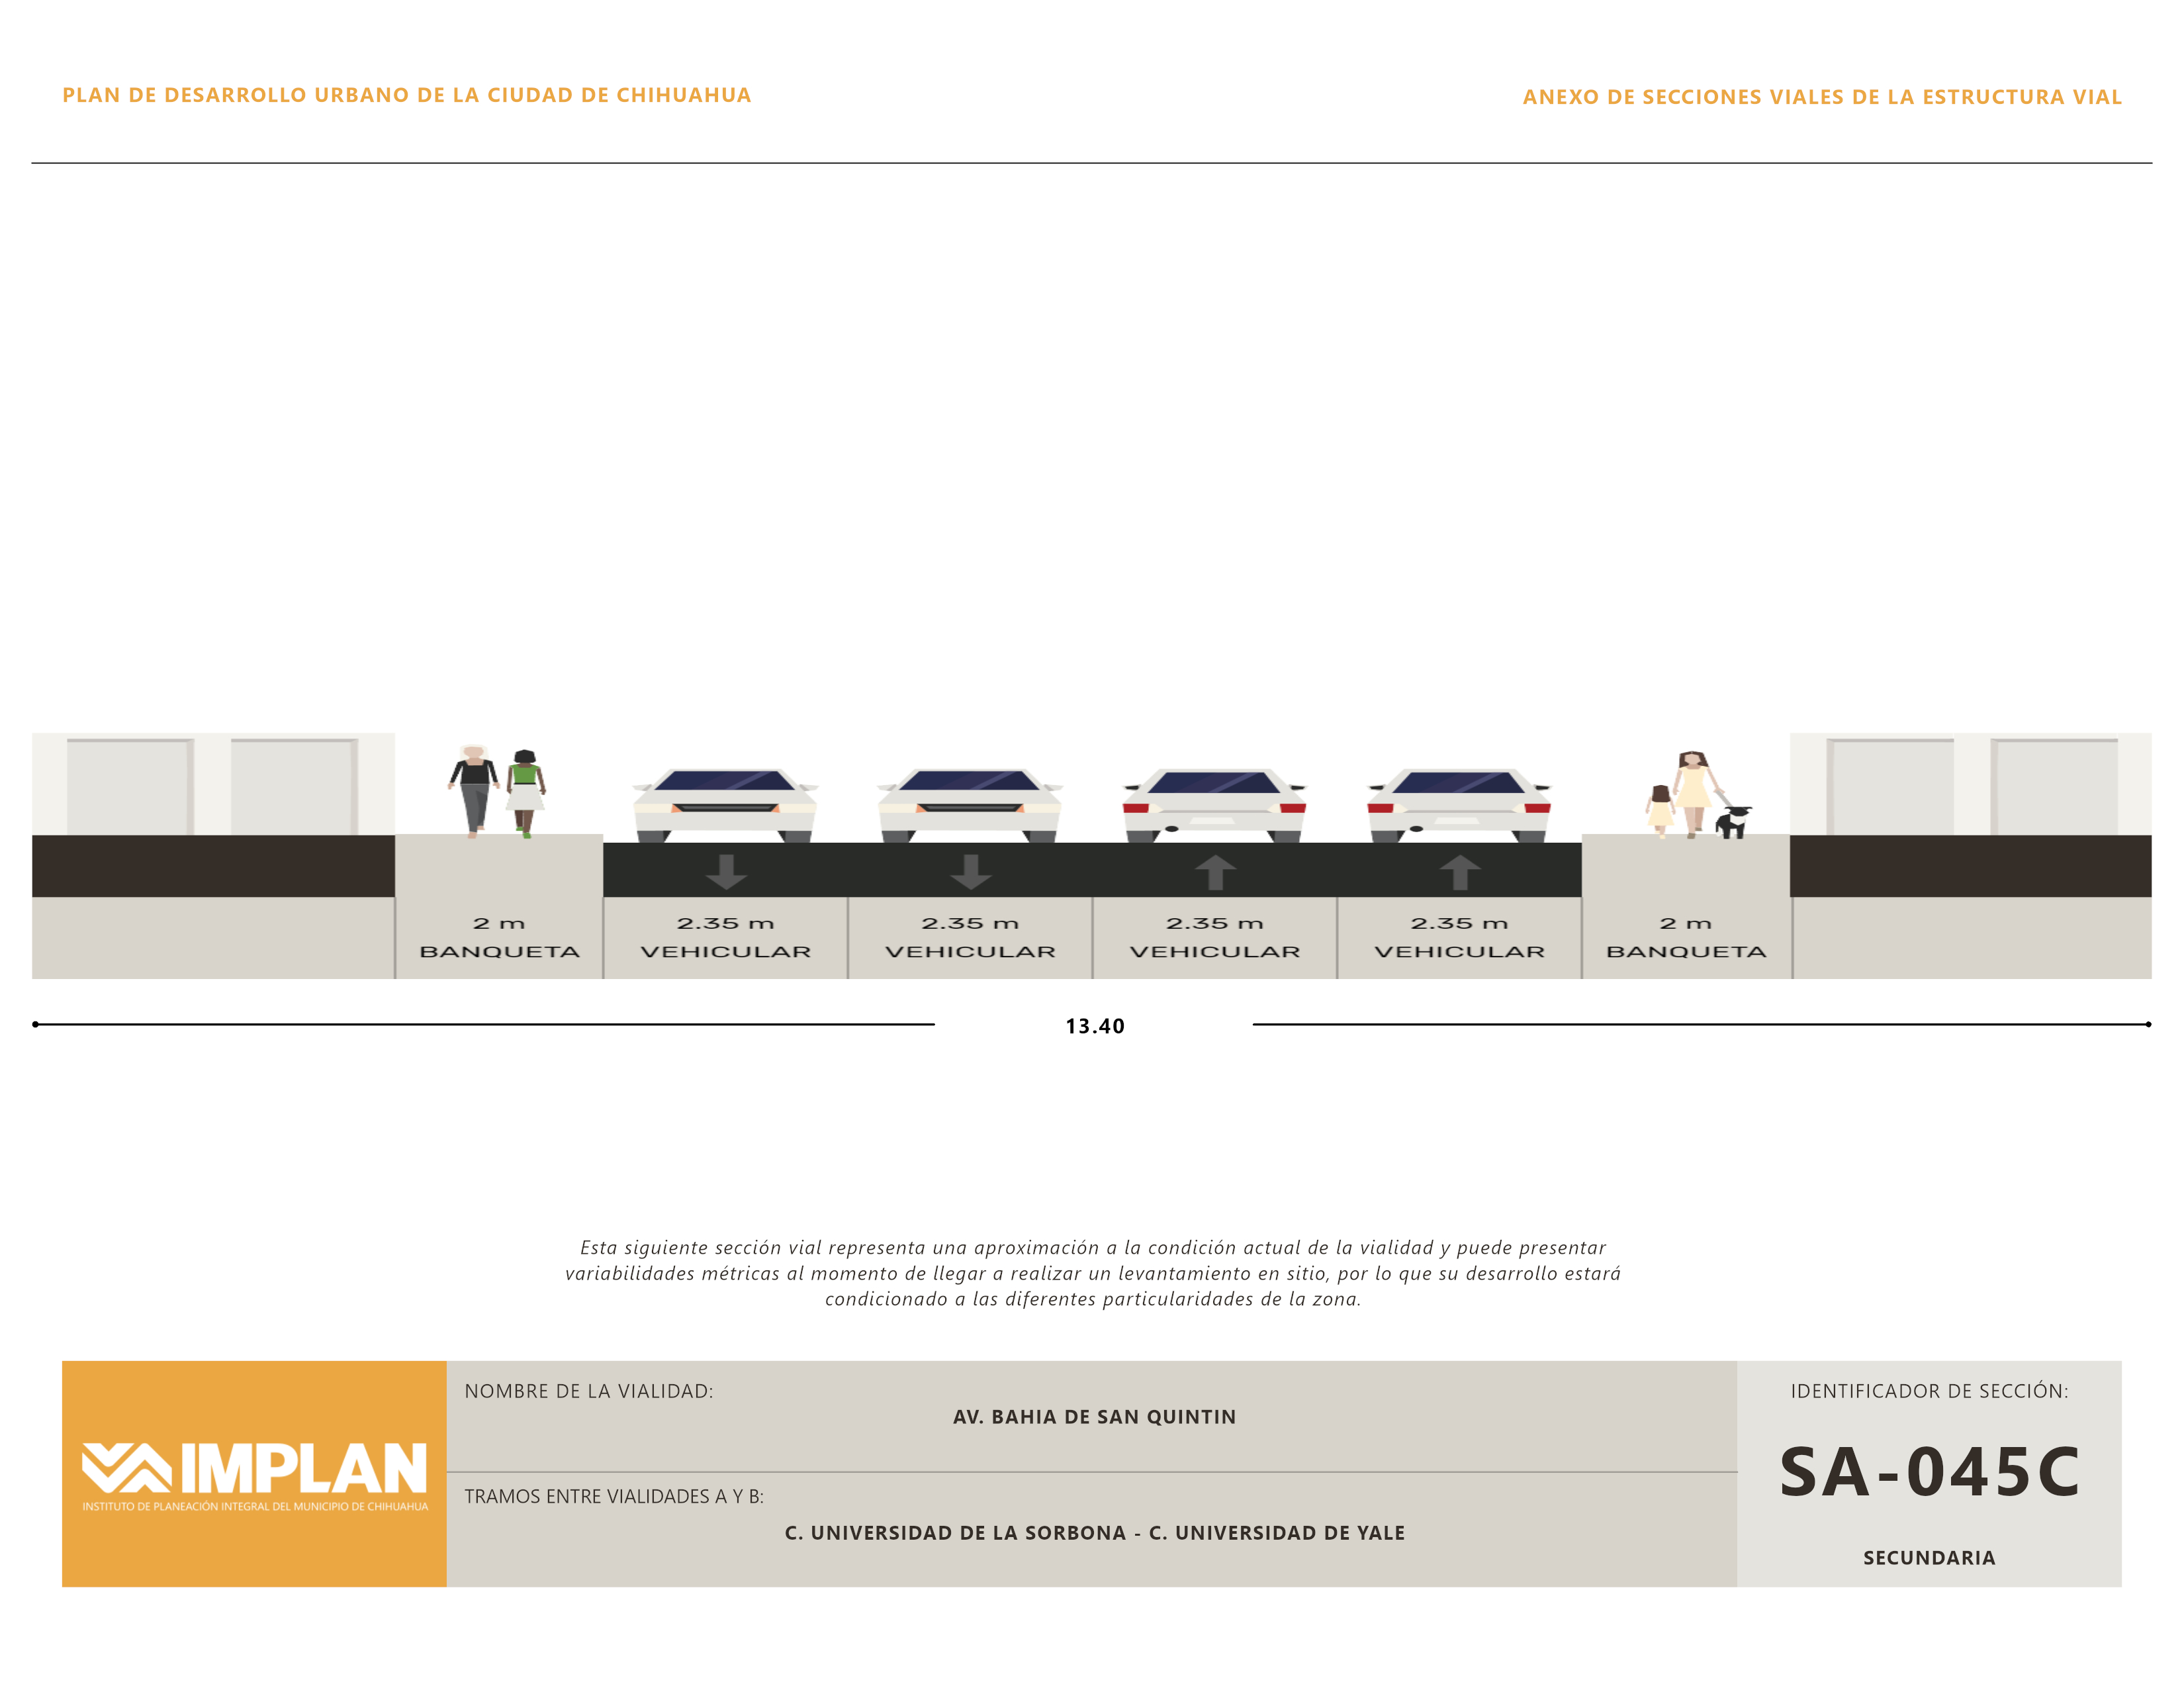 PLAN DE DESARROLLO URBANO DE LA CIUDAD DE CHIHUAHUA
ANEXO DE SECCIONES VIALES DE LA ESTRUCTURA VIAL
2 m
BANQUETA
2.35 m
VEHICULAR
2.35 m
VEHICULAR
2.35 m
VEHICULAR
2.35 m
VEHICULAR
2 m
BANQUETA
13.40
Esta siguiente sección vial representa una aproximación a la condición actual de la vialidad y puede presentar
variabilidades métricas al momento de llegar a realizar un levantamiento en sitio, por lo que su desarrollo estará
condicionado a las diferentes particularidades de la zona.
IMPLAN
INSTITUTO DE PLANEACIÓN INTEGRAL DEL MUNICIPIO DE CHIHUAHUA
NOMBRE DE LA VIALIDAD:
AV. BAHIA DE SAN QUINTIN
TRAMOS ENTRE VIALIDADES A Y B:
C. UNIVERSIDAD DE LA SORBONA - C. UNIVERSIDAD DE YALE
IDENTIFICADOR DE SECCIÓN:
SA-045C
SECUNDARIA